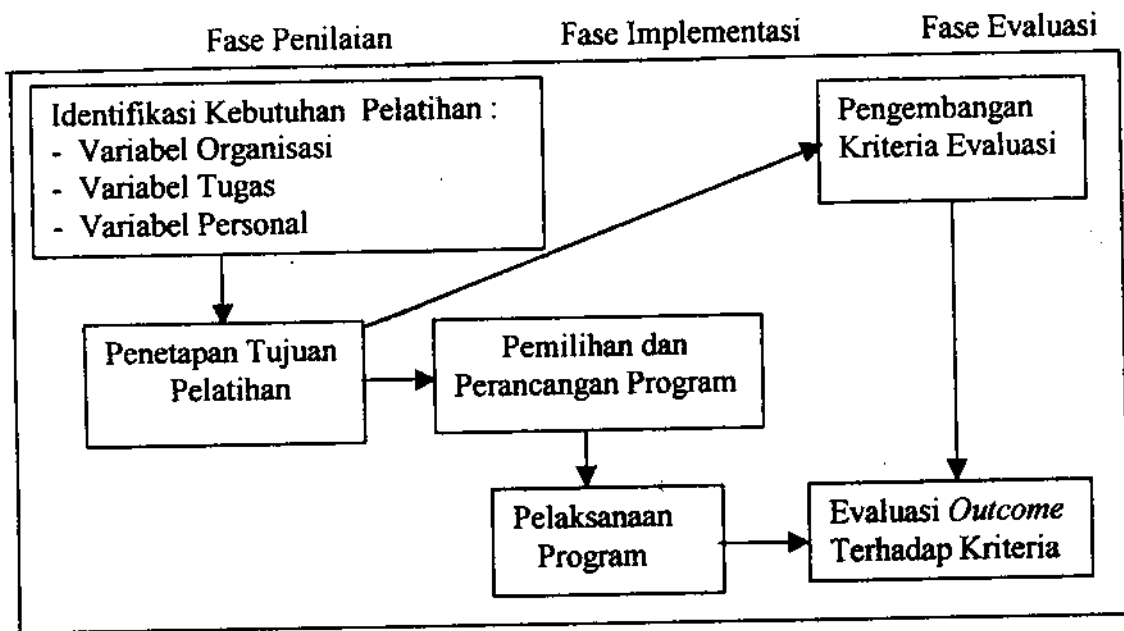 Fase Penilaian
Fase Implementasi
Fase Evaluasi
Identifikasi Kebutuhan Pelatihan :
- Variabel Organisasi
- Variabel Tugas
- Variabel Personal
Pengembangan
Kriteria Evaluasi
Penetapan Tujuan
Pelatihan
Pemilihan dan
Perancangan Program
Pelaksanaan
Program
Evaluasi Outcome
Terhadap Kriteria